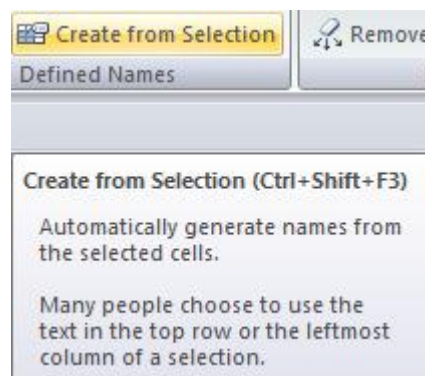 Create from Selection
Remove
Defined Names
Create from Selection (Ctrl+Shift+F3)
Automatically generate names from
the selected cells.
Many people choose to use the
text in the top row or the leftmost
column of a selection.